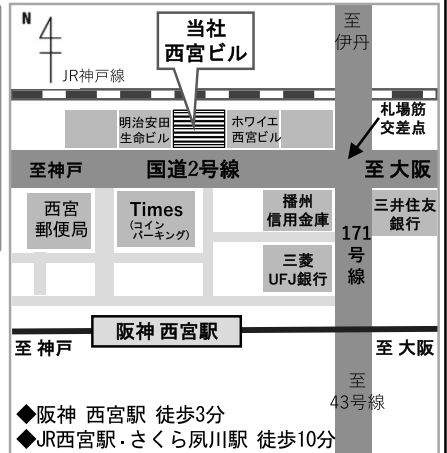 N
至
伊丹
当社
西宮ビル
JR神戸線
明治安田
生命ビル
ホワイエ
西宮ビル
札場筋
交差点
至神戸
国道2号線
至 大阪
西宮
郵便局
Times
(コイン
パーキング)
播州
信用金庫
三井住友
銀行
171
号
線
三菱
UFJ銀行
阪神 西宮駅
至 神戸
至 大阪
至
43号線
◆阪神 西宮駅 徒歩3分
◆JR西宮駅・さくら夙川駅 徒歩10分